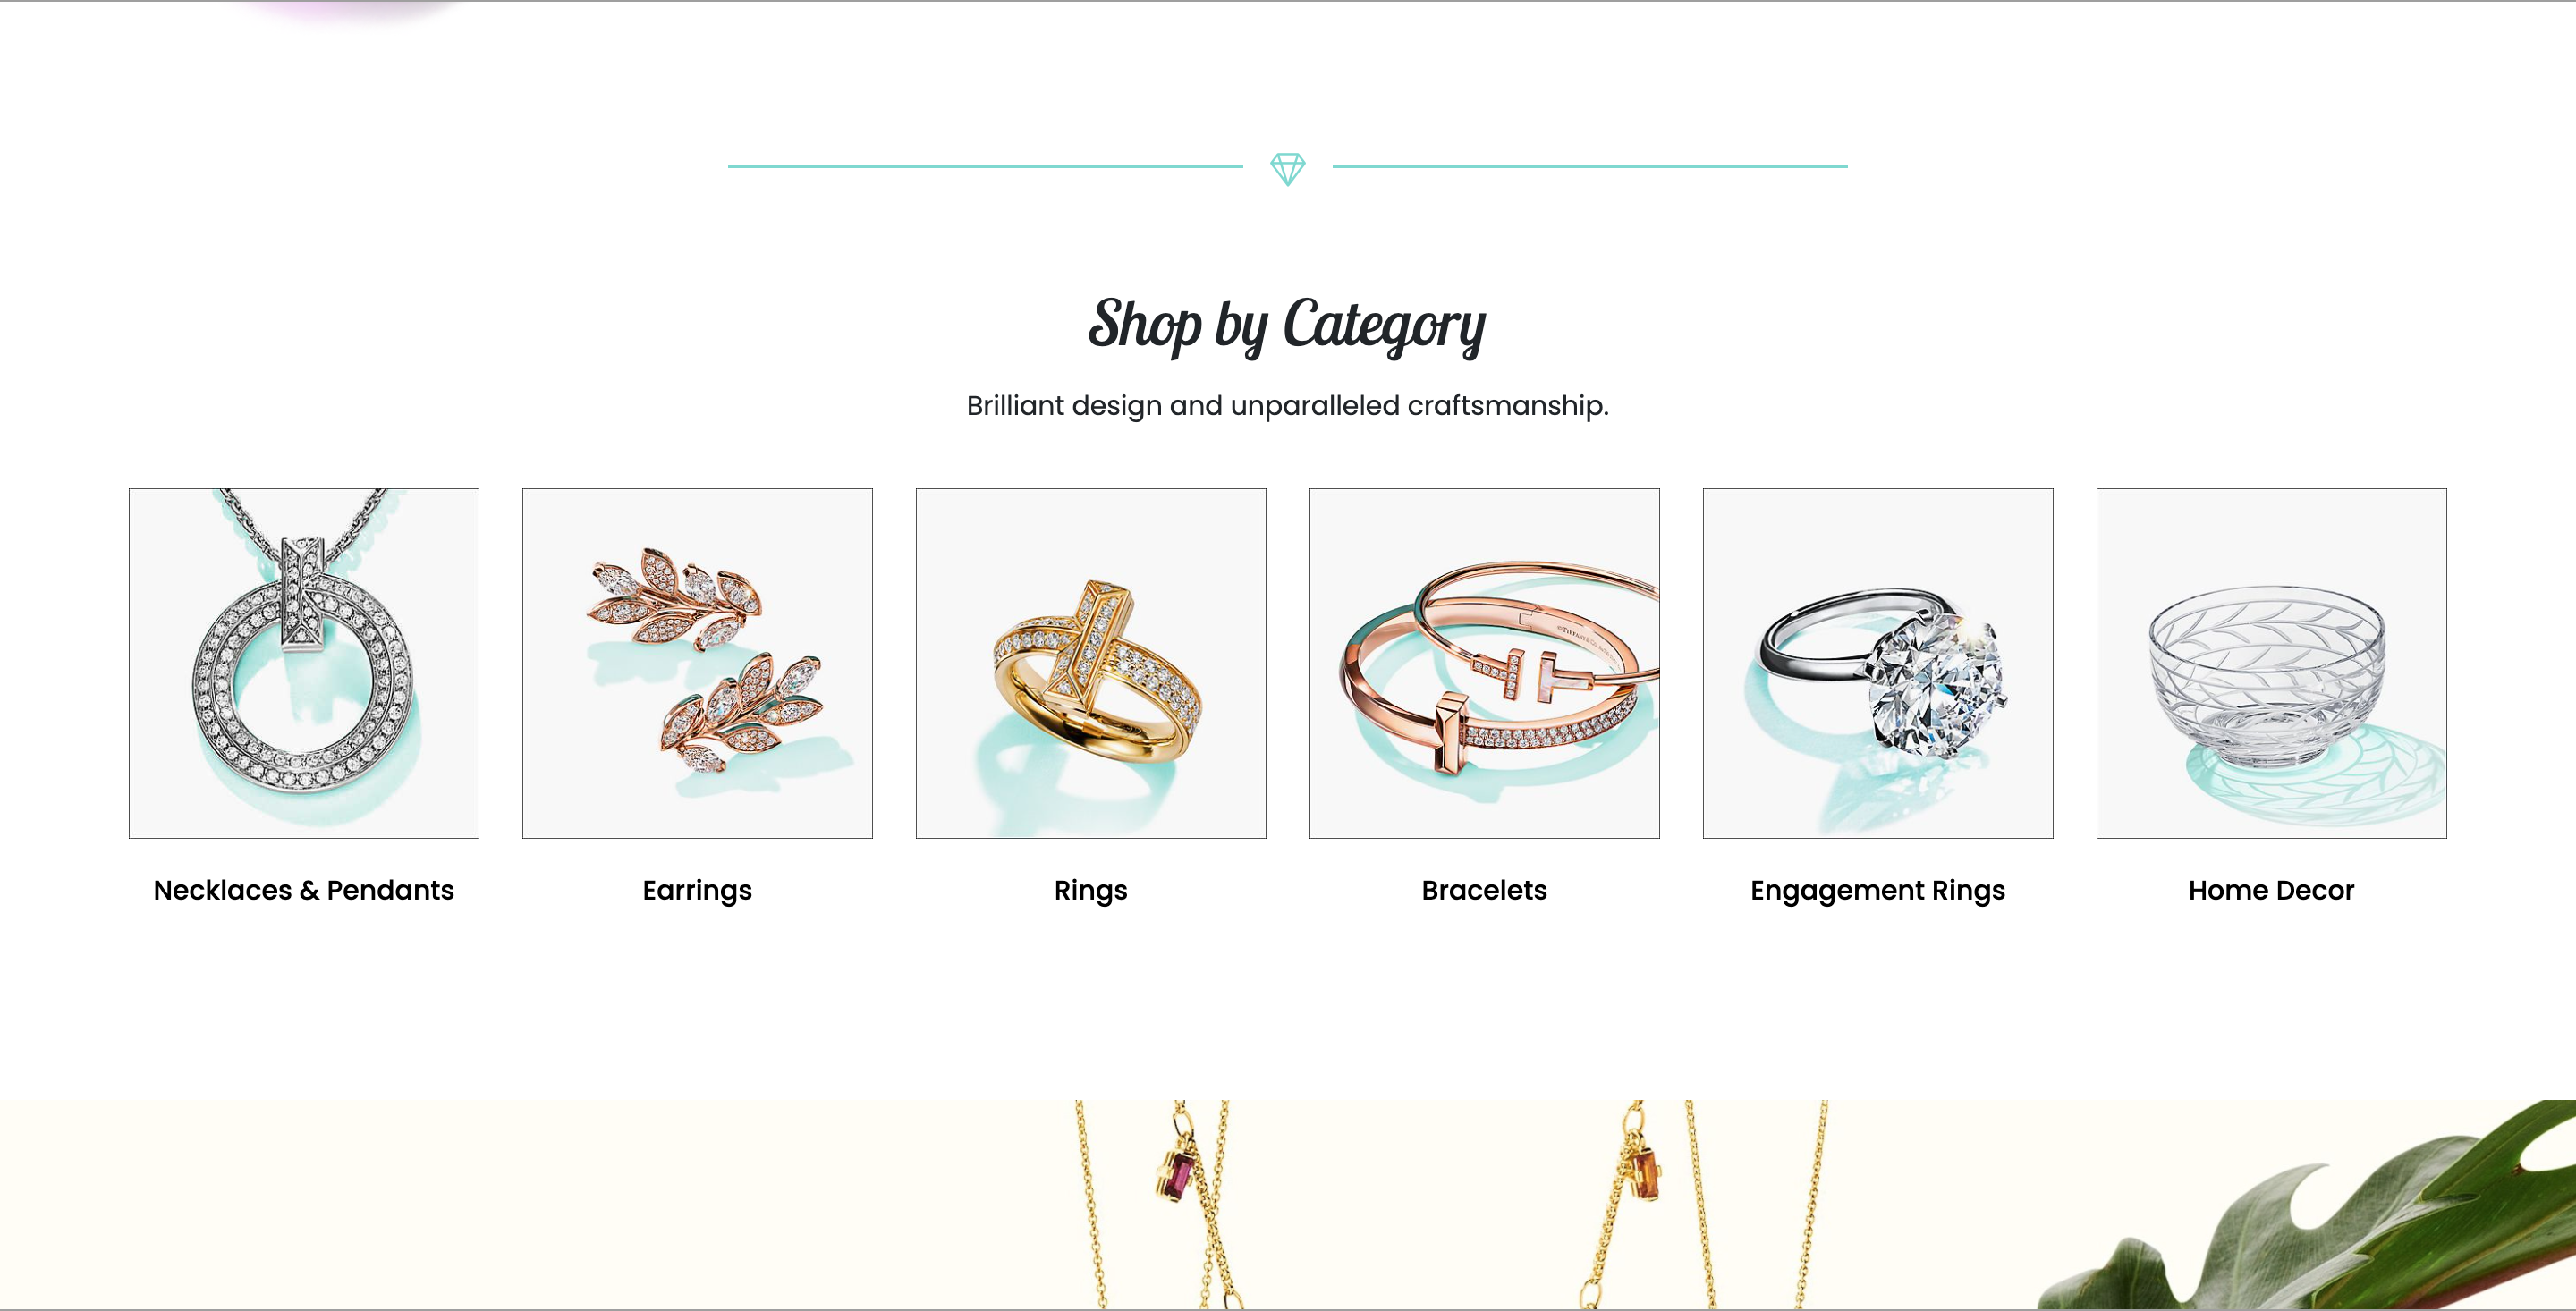 Shop by Category
Brilliant design and unparalleled craftsmanship.
Necklaces & Pendants
Earrings
Rings
Bracelets
Engagement Rings
Home Decor